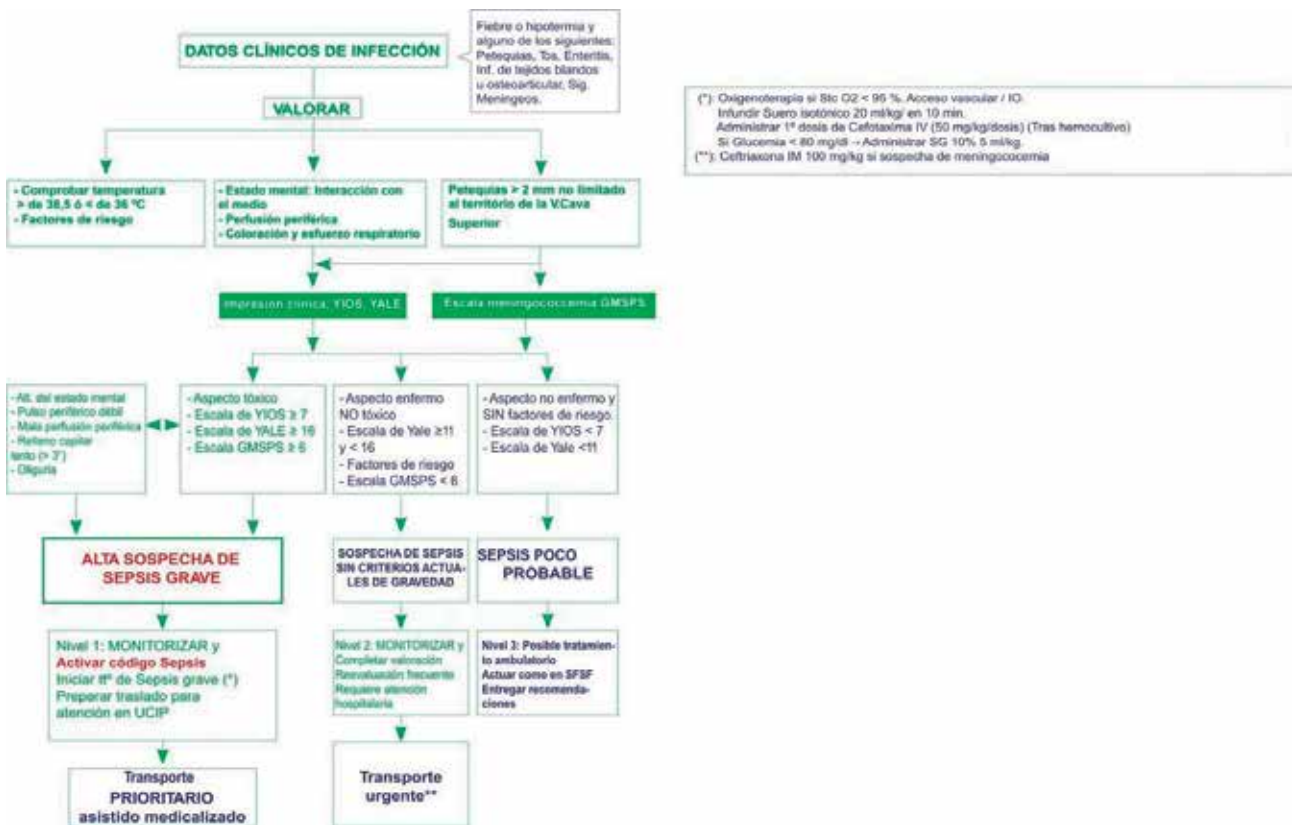 DATOS CLÍNICOS DE INFECCIÓN
Fiebre o hipotermia y
alguno de los siguientes:
Petequias, Tos, Enteritis,
Inf. de tejidos blandos
u osteoarticular, Sig.
Meningeos.
VALORAR
(*): Oxigenoterapia si Stc O2 < 95 %. Acceso vascular / IO.
Infundir Suero isotónico 20 ml/kg/ en 10 min.
Administrar 1ª dosis de Cefotaxima IV (50 mg/kg/dosis) (Tras hemocultivo)
Si Glucemia < 80 mg/dl → Administrar SG 10% 5 ml/kg.
(**): Ceftriaxona IM 100 mg/kg si sospecha de meningococemia
- Comprobar temperatura
> de 38,5 ó < de 36 ºC
- Factores de riesgo
- Estado mental: Interacción con
el medio
- Perfusión periférica
- Coloración y esfuerzo respiratorio
Petequias > 2 mm no limitado
al território de la V.Cava
Superior
Impresión clínica, YIOS, YALE
Escala meningococcemia GMSPS
- Alt. del estado mental
- Pulso periférico débil
- Mala perfusión periférica
- Relleno capilar
lento (> 3")
- Oliguria
- Aspecto tóxico
- Escala de YIOS ≥ 7
- Escala de YALE ≥ 16
- Escala GMSPS ≥ 6
- Aspecto enfermo
NO tóxico
- Escala de Yale ≥11
y < 16
- Factores de riesgo
- Escala GMSPS < 6
- Aspecto no enfermo y
SIN factores de riesgo
- Escala de YIOS < 7
- Escala de Yale <11
ALTA SOSPECHA DE
SEPSIS GRAVE
SOSPECHA DE SEPSIS
SIN CRITERIOS ACTUA-
LES DE GRAVEDAD
SEPSIS POCO
PROBABLE
Nivel 1: MONITORIZAR y
Activar código Sepsis
Iniciar ttº de Sepsis grave (*)
Preparar traslado para
atención en UCIP
Nivel 2: MONITORIZAR y
Completar valoración
Reevaluación frecuente
Requiere atención
hospitalaria
Nivel 3: Posible tratamien-
to ambulatorio
Actuar como en SFSF
Entregar recomenda-
ciones
Transporte
PRIORITARIO
asistido medicalizado
Transporte
urgente**